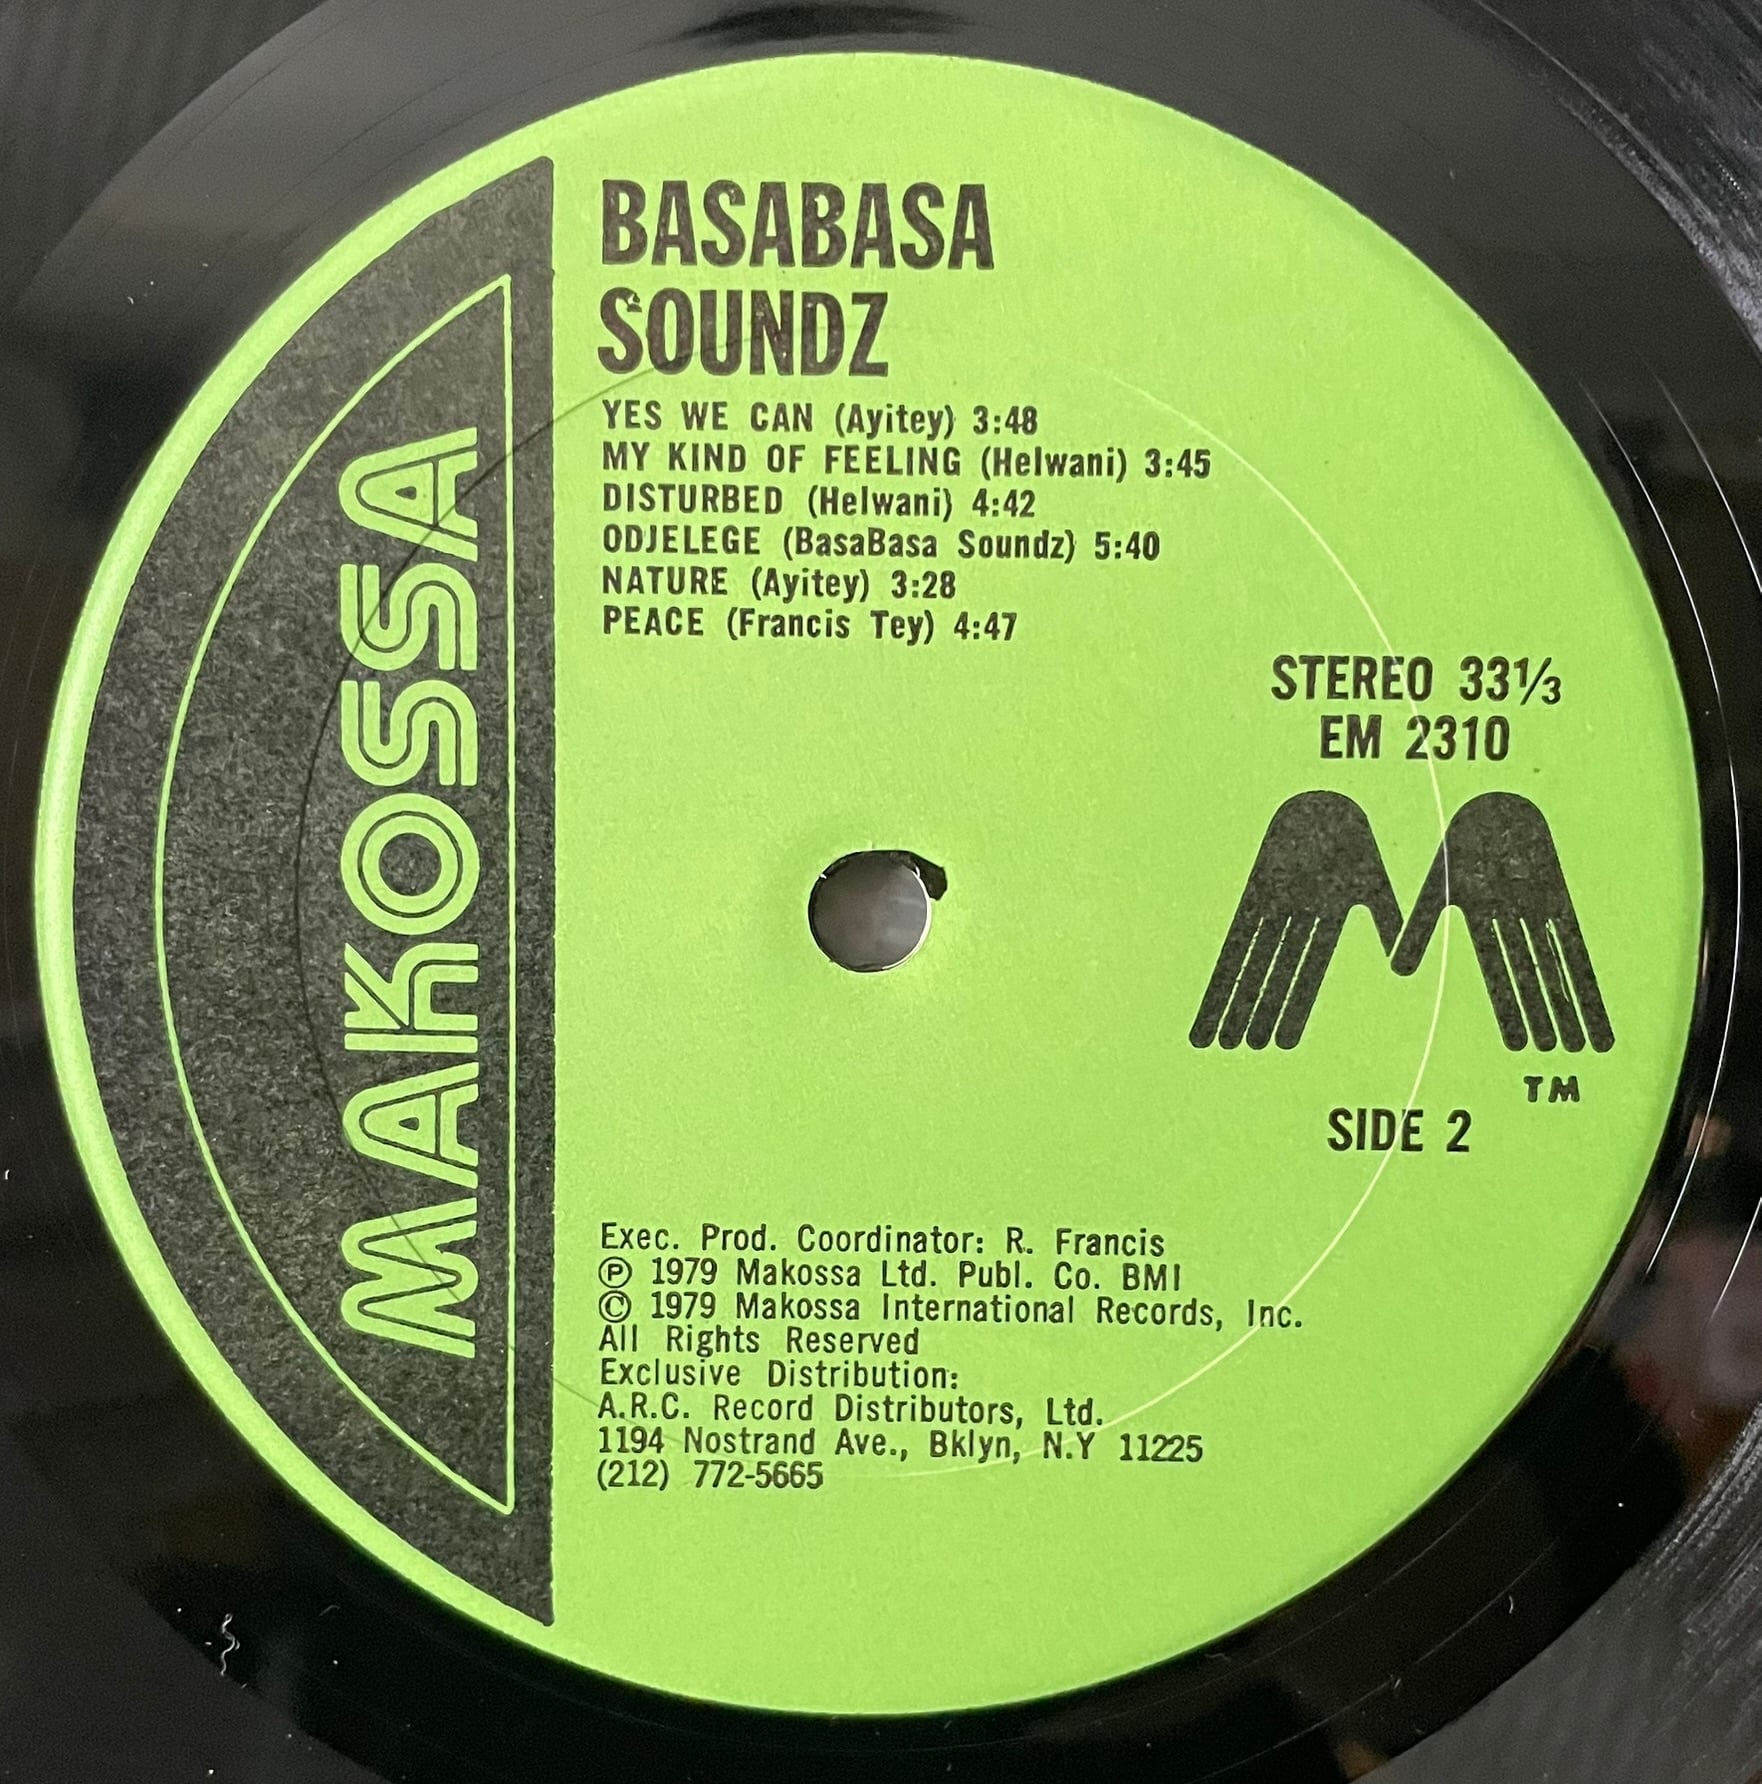 MAKOSSA
BASABASA
SOUNDZ
YES WE CAN (Ayitey) 3:48
MY KIND OF FEELING (Helwani) 3:45
DISTURBED (Helwani) 4:42
ODJELEGE (BasaBasa Soundz) 5:40
NATURE (Ayitey) 3:28
PEACE (Francis Tey) 4:47
STEREO 33⅓
EM 2310
TM
SIDE 2
Exec. Prod. Coordinator: R. Francis
Ⓟ 1979 Makossa Ltd. Publ. Co. BMI
© 1979 Makossa International Records, Inc.
All Rights Reserved
Exclusive Distribution:
A.R.C. Record Distributors, Ltd.
1194 Nostrand Ave., Bklyn, N.Y 11225
(212) 772-5665